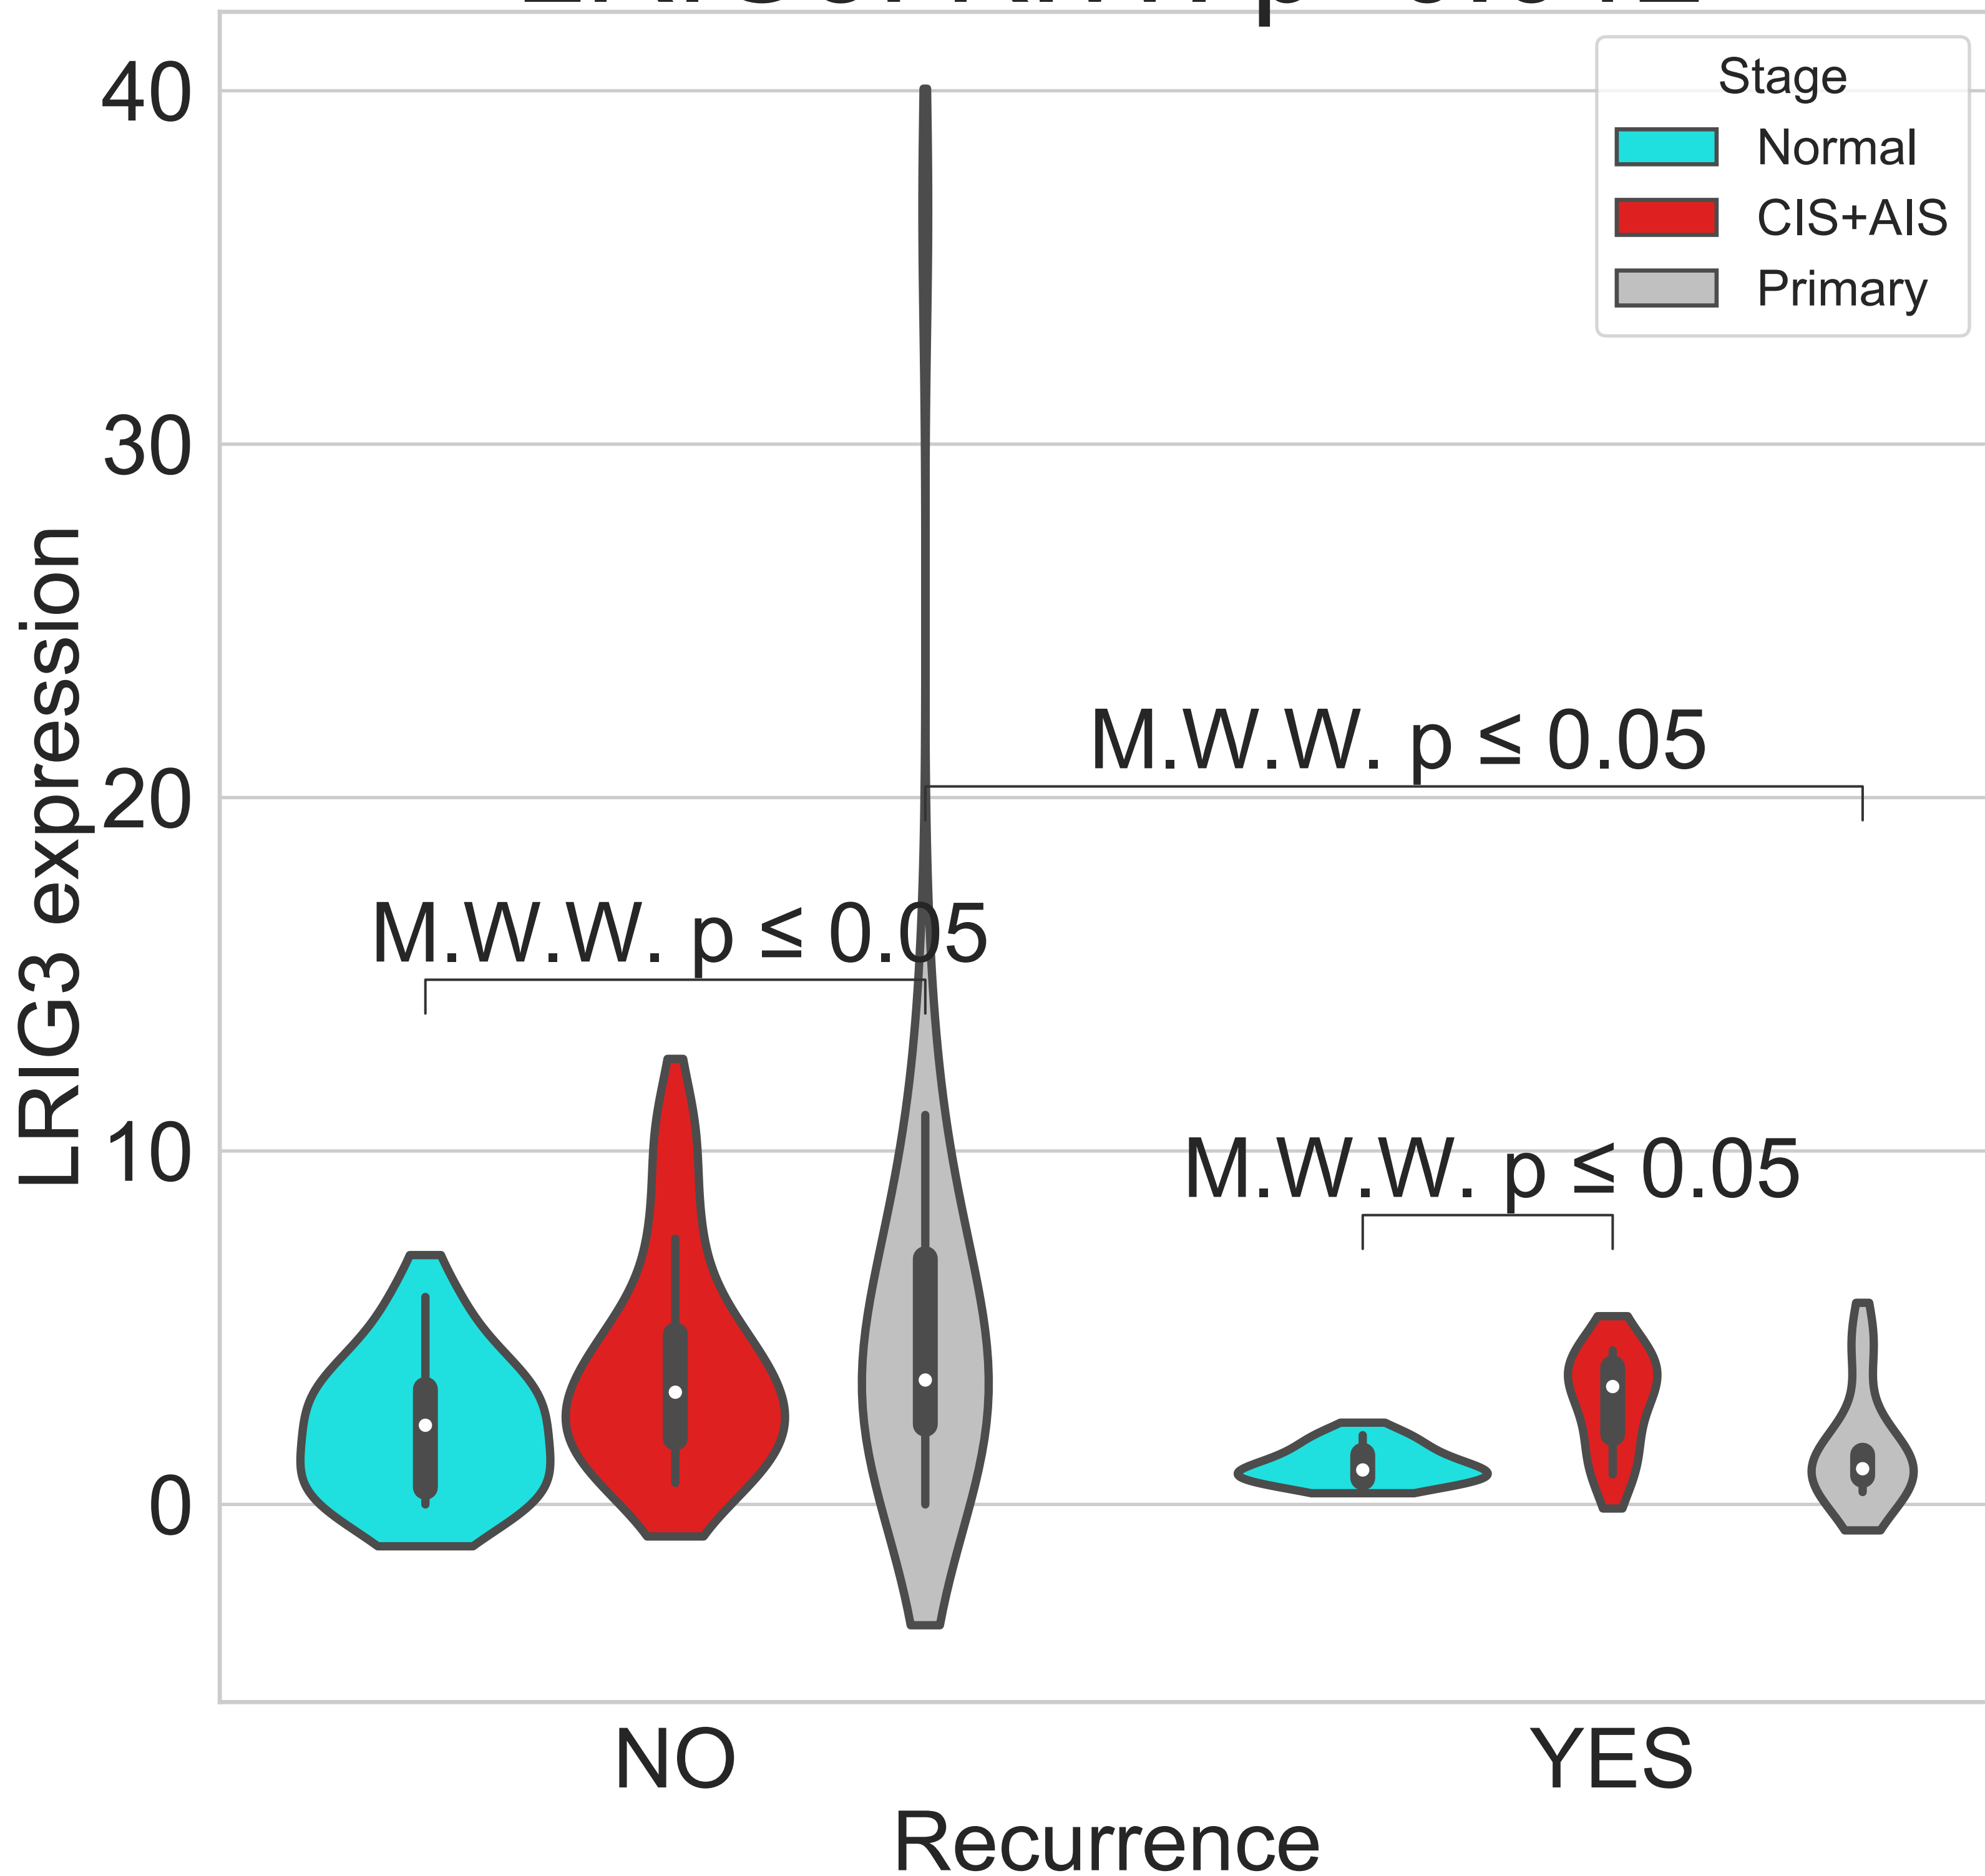 Stage
Normal
CIS+AIS
Primary
40
30
20
10
0
LRIG3 expression
M.W.W. p ≤ 0.05
M.W.W. p ≤ 0.05
M.W.W. p ≤ 0.05
NO
YES
Recurrence